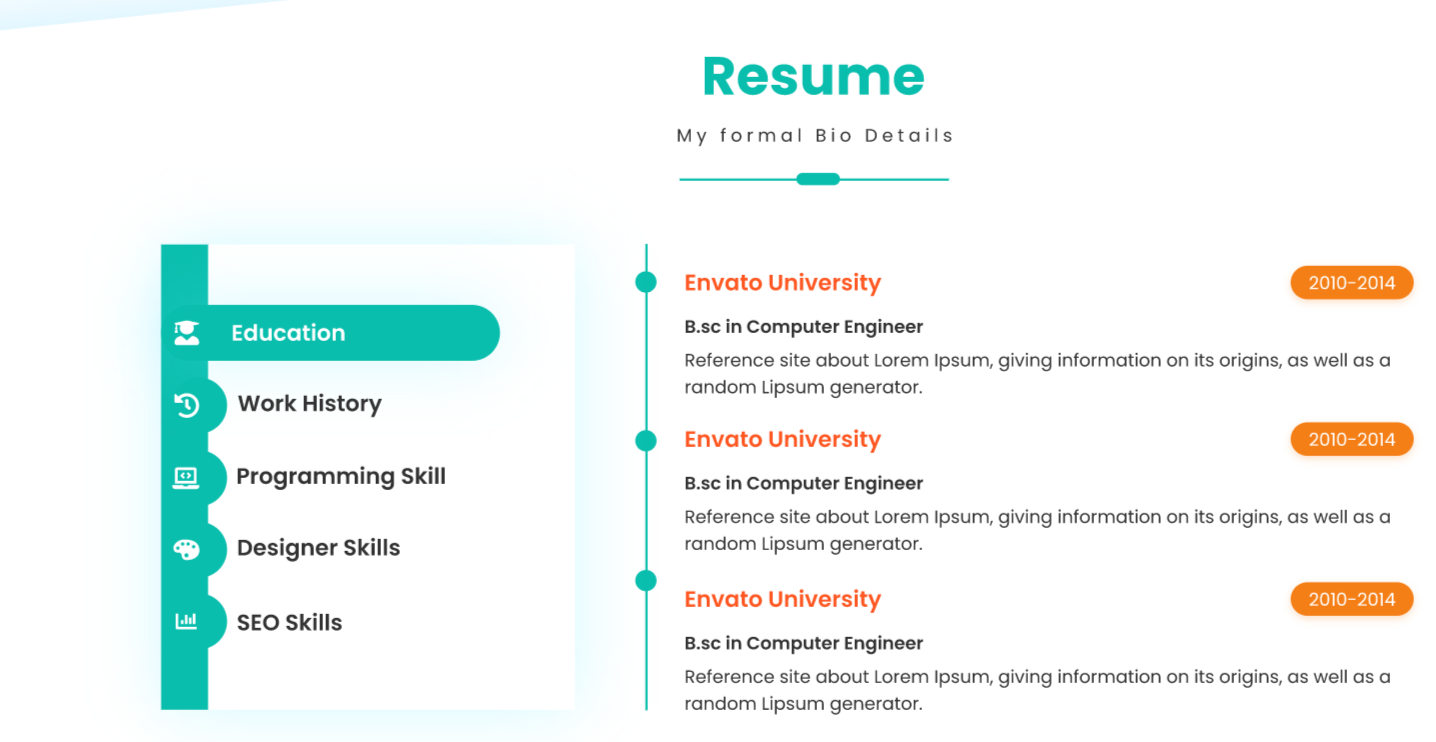 Resume
My formal Bio Details
Education
Work History
Programming Skill
Designer Skills
SEO Skills
Envato University
2010-2014
B.sc in Computer Engineer
Reference site about Lorem Ipsum, giving information on its origins, as well as a
random Lipsum generator.
Envato University
2010-2014
B.sc in Computer Engineer
Reference site about Lorem Ipsum, giving information on its origins, as well as a
random Lipsum generator.
Envato University
2010-2014
B.sc in Computer Engineer
Reference site about Lorem Ipsum, giving information on its origins, as well as a
random Lipsum generator.